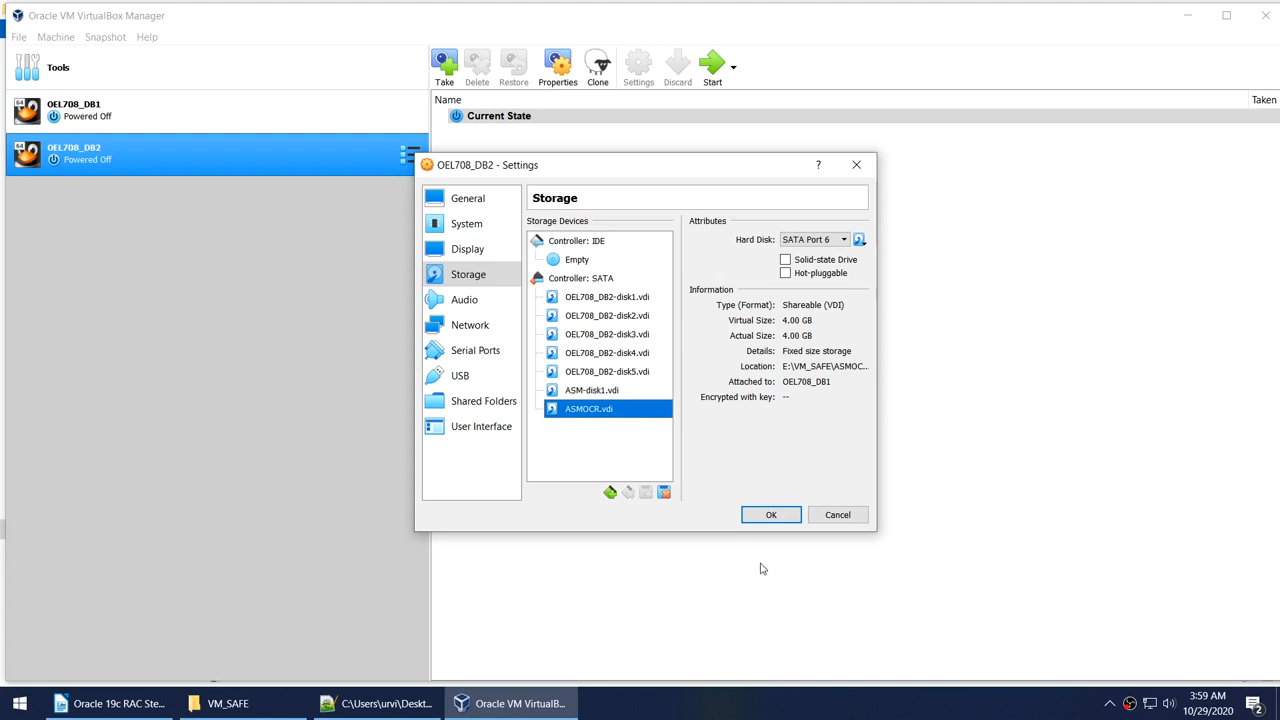 Oracle VM VirtualBox Manager
File Machine Snapshot Help
Tools
Take Delete Restore Properties Clone Settings Discard Start
Name Taken
Current State
64 OEL708_DB1
Powered Off
64 OEL708_DB2
Powered Off
OEL708_DB2 - Settings ?
General
System
Display
Storage
Audio
Network
Serial Ports
USB
Shared Folders
User Interface
Storage
Storage Devices
Controller: IDE
Empty
Controller: SATA
OEL708_DB2-disk1.vdi
OEL708_DB2-disk2.vdi
OEL708_DB2-disk3.vdi
OEL708_DB2-disk4.vdi
OEL708_DB2-disk5.vdi
ASM-disk1.vdi
ASMOCR.vdi
Attributes
Hard Disk: SATA Port 6
Solid-state Drive
Hot-pluggable
Information
Type (Format): Shareable (VDI)
Virtual Size: 4.00 GB
Actual Size: 4.00 GB
Details: Fixed size storage
Location: E:\VM_SAFE\ASMOC...
Attached to: OEL708_DB1
Encrypted with key: --
OK Cancel
Oracle 19c RAC Ste... VM_SAFE C:\Users\urvi\Deskt... Oracle VM VirtualB...
3:59 AM
10/29/2020
2